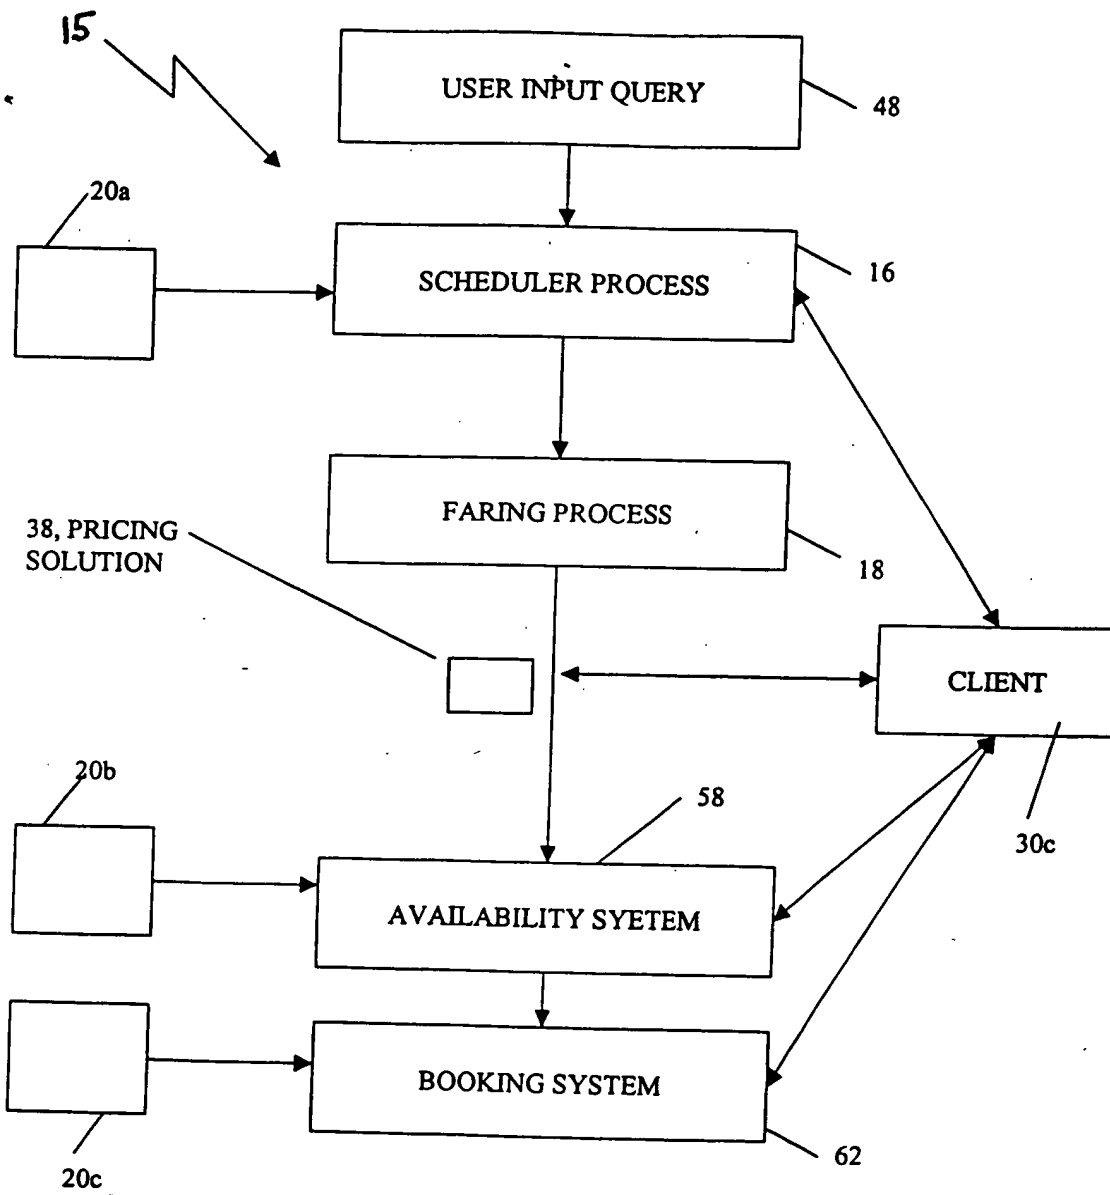 15
USER INPUT QUERY
48
20a
SCHEDULER PROCESS
16
FARING PROCESS
18
38, PRICING
SOLUTION
CLIENT
30c
20b
58
AVAILABILITY SYETEM
BOOKING SYSTEM
62
20c